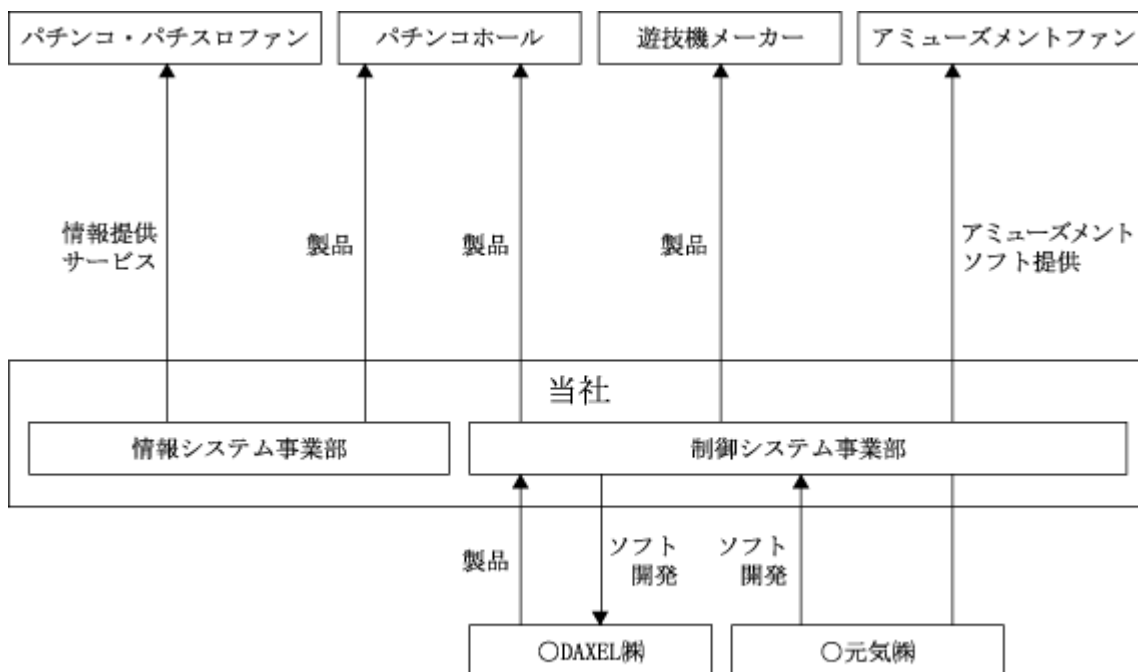 パチンコ・パチスロファン
パチンコホール
遊技機メーカー
アミューズメントファン
情報提供
サービス
製品
製品
製品
アミューズメント
ソフト提供
当社
情報システム事業部
制御システム事業部
製品
ソフト
開発
ソフト
開発
○DAXEL㈱
○元気㈱